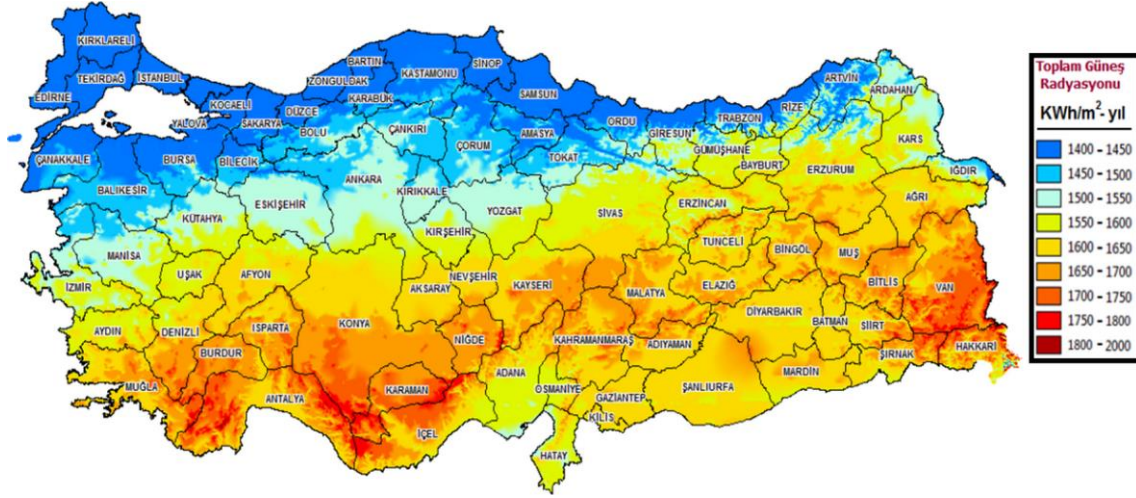 KIRKLARELİ
TEKİRDAĞ
İSTANBUL
EDİRNE
KOCAELİ
YALOVA
SAKARYA
DÜZCE
ZONGULDAK
BARTIN
KARABÜK
KASTAMONU
SİNOP
SAMSUN
ORDU
GİRESUN
TRABZON
RİZE
ARTVİN
ARDAHAN
KARS
IĞDIR
ÇANAKKALE
BURSA
BİLECİK
BOLU
ÇANKIRI
ÇORUM
AMASYA
TOKAT
GÜMÜŞHANE
BAYBURT
ERZURUM
AĞRI
BALIKESİR
KÜTAHYA
ESKİŞEHİR
ANKARA
KIRIKKALE
YOZGAT
SİVAS
ERZİNCAN
KIRŞEHİR
TUNCELİ
BİNGÖL
MUŞ
MANİSA
İZMİR
UŞAK
AFYON
AKSARAY
NEVŞEHİR
KAYSERİ
MALATYA
ELAZIĞ
BİTLİS
VAN
AYDIN
DENİZLİ
ISPARTA
KONYA
NİĞDE
KAHRAMANMARAŞ
ADIYAMAN
DİYARBAKIR
BATMAN
SİİRT
ŞIRNAK
HAKKARİ
BURDUR
MUĞLA
ANTALYA
KARAMAN
İÇEL
ADANA
OSMANİYE
GAZİANTEP
KİLİS
ŞANLIURFA
MARDİN
HATAY
Toplam Güneş
Radyasyonu
KWh/m²- yıl
1400 - 1450
1450 - 1500
1500 - 1550
1550 - 1600
1600 - 1650
1650 - 1700
1700 - 1750
1750 - 1800
1800 - 2000